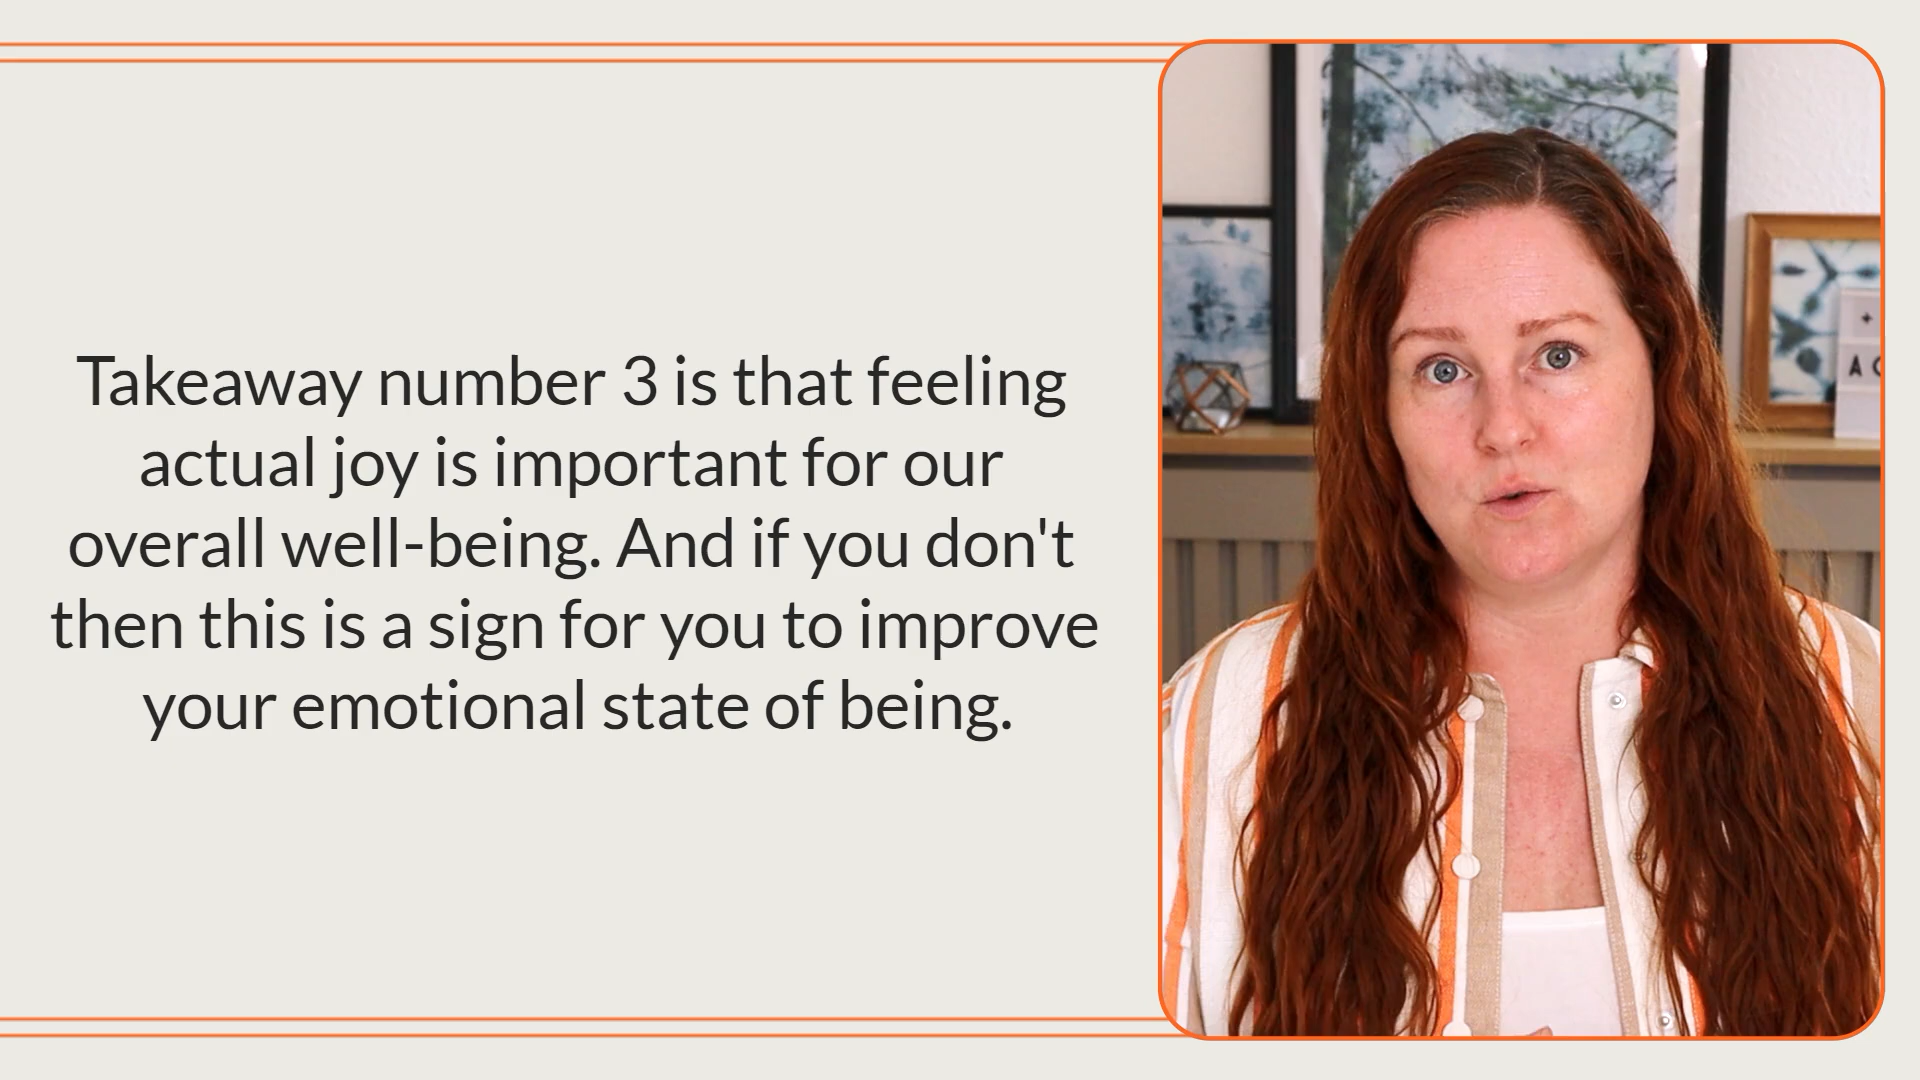 Takeaway number 3 is that feeling
actual joy is important for our
overall well-being. And if you don't
then this is a sign for you to improve
your emotional state of being.
+
AC